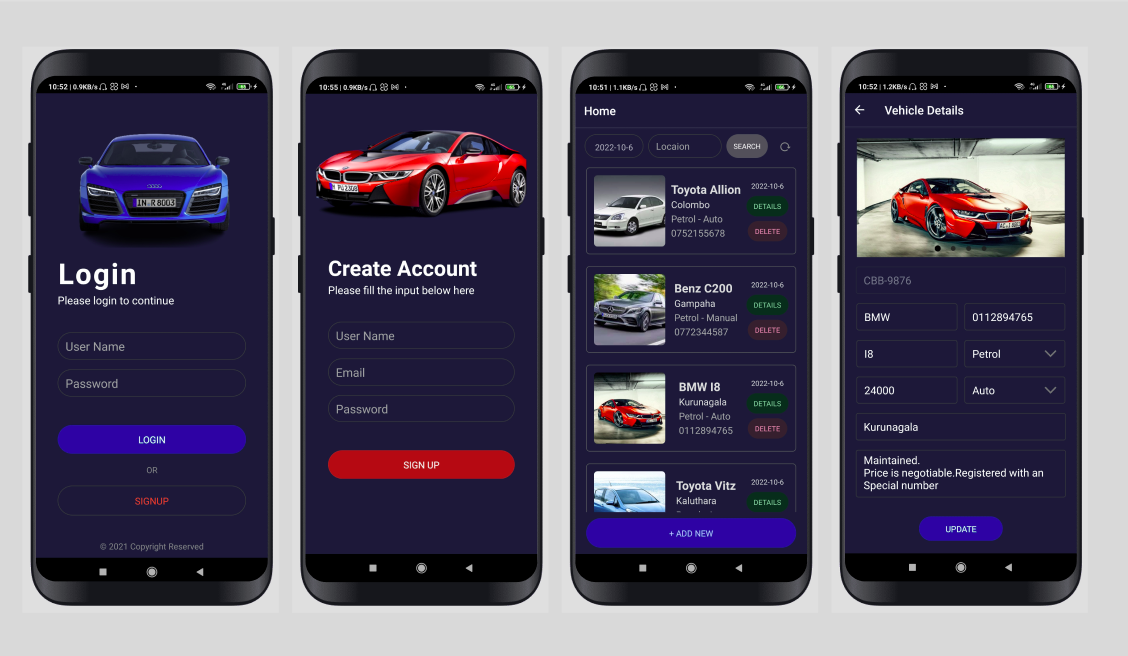 10:52 | 0.9KB/s
Login
Please login to continue
User Name
Password
LOGIN
OR
SIGNUP
© 2021 Copyright Reserved
10:55 | 0.9KB/s
Create Account
Please fill the input below here
User Name
Email
Password
SIGN UP
10:51 | 1.1KB/s
Home
2022-10-6
Locaion
SEARCH
Toyota Allion
2022-10-6
Colombo
DETAILS
Petrol - Auto
0752155678
DELETE
Benz C200
2022-10-6
Gampaha
DETAILS
Petrol - Manual
0772344587
DELETE
BMW I8
2022-10-6
Kurunagala
DETAILS
Petrol - Auto
0112894765
DELETE
Toyota Vitz
2022-10-6
Kaluthara
DETAILS
+ ADD NEW
10:52 | 1.2KB/s
Vehicle Details
CBB-9876
BMW
0112894765
I8
Petrol
24000
Auto
Kurunagala
Maintained.
Price is negotiable.Registered with an
Special number
UPDATE